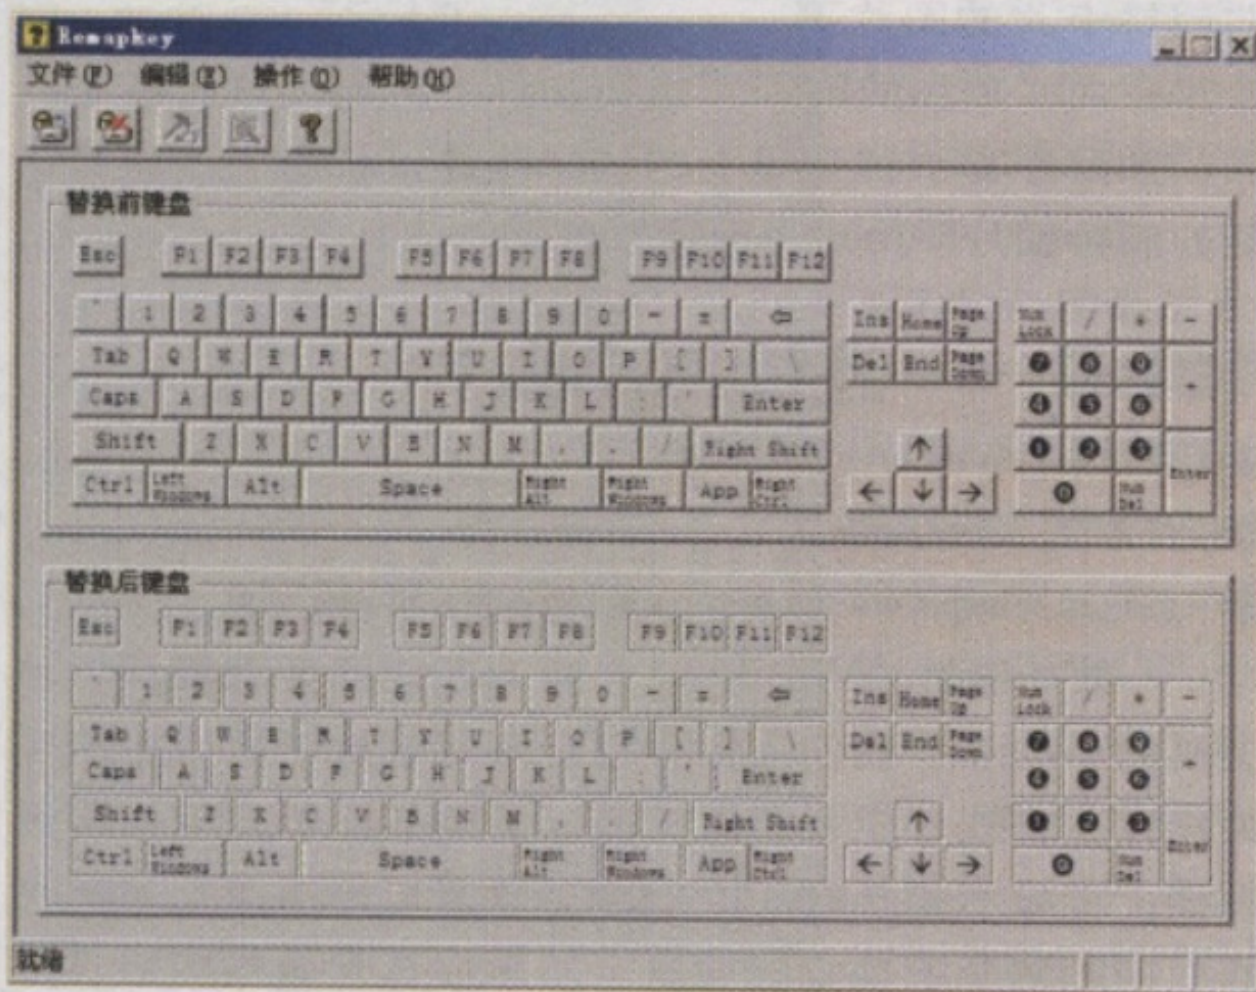 Remapkey
文件(F) 编辑(E) 操作(O) 帮助(H)
替换前键盘
Esc F1 F2 F3 F4 F5 F6 F7 F8 F9 F10 F11 F12
` 1 2 3 4 5 6 7 8 9 0 - = ⇦ Ins Home Page Up Num Lock / * -
Tab Q W E R T Y U I O P [ ] \ Del End Page Down 7 8 9 +
Caps A S D F G H J K L ; ' Enter 4 5 6
Shift Z X C V B N M , . / Right Shift ↑ 1 2 3 Enter
Ctrl Left Windows Alt Space Right Alt Right Windows App Right Ctrl ← ↓ → 0 Num Del
替换后键盘
Esc F1 F2 F3 F4 F5 F6 F7 F8 F9 F10 F11 F12
` 1 2 3 4 5 6 7 8 9 0 - = ⇦ Ins Home Page Up Num Lock / * -
Tab Q W E R T Y U I O P [ ] \ Del End Page Down 7 8 9 +
Caps A S D F G H J K L ; ' Enter 4 5 6
Shift Z X C V B N M , . / Right Shift ↑ 1 2 3 Enter
Ctrl Left Windows Alt Space Right Alt Right Windows App Right Ctrl ← ↓ → 0 Num Del
就绪